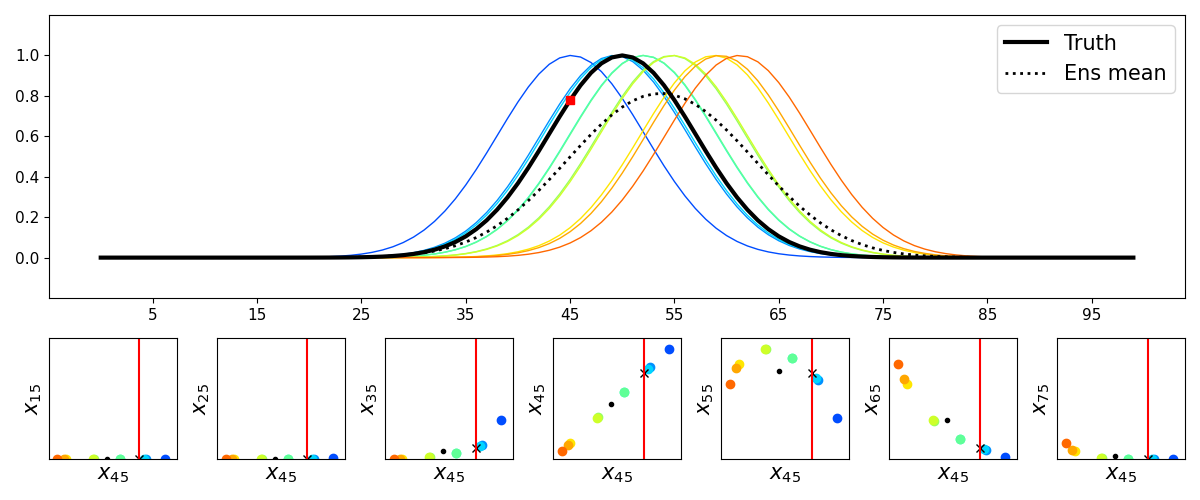 1.0
0.8
0.6
0.4
0.2
0.0
Truth
Ens mean
5 15 25 35 45 55 65 75 85 95
x₁₅ x₂₅ x₃₅ x₄₅ x₅₅ x₆₅ x₇₅
x₄₅ x₄₅ x₄₅ x₄₅ x₄₅ x₄₅ x₄₅